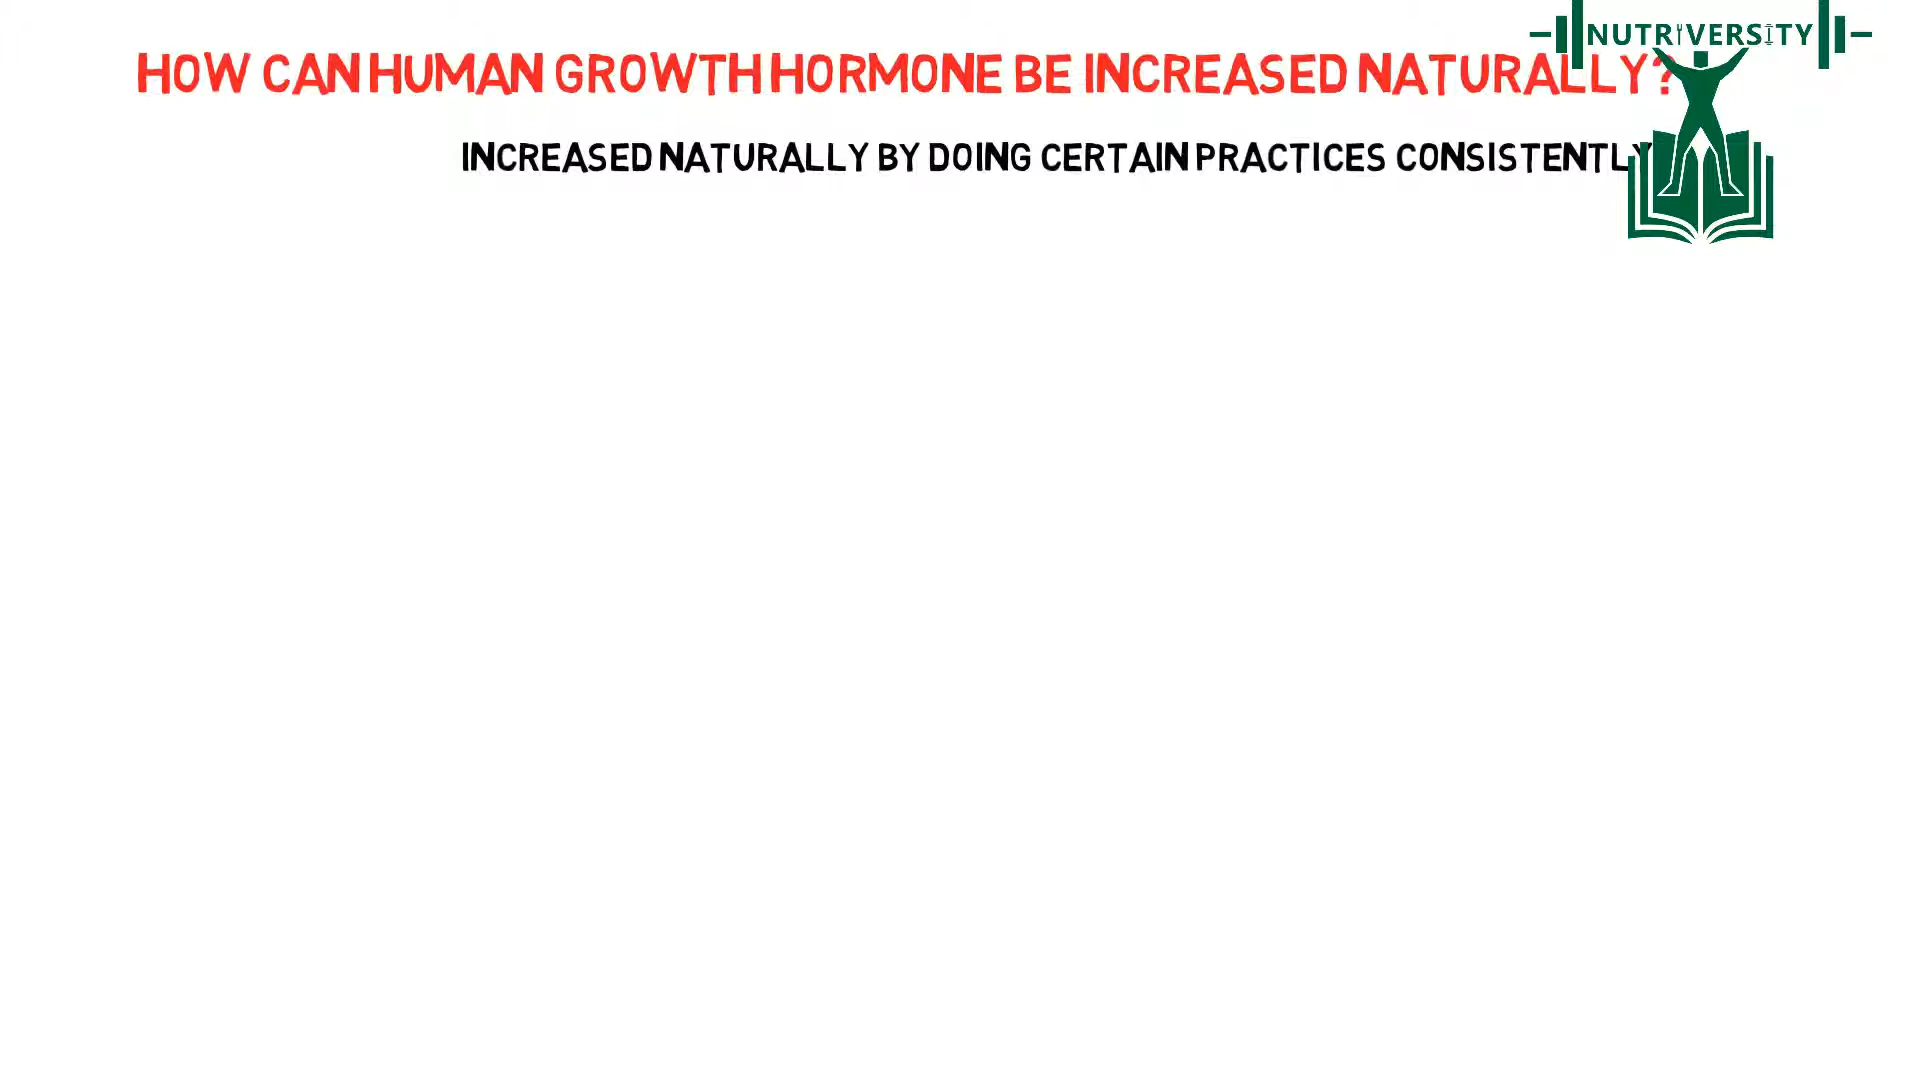 NUTRIVERSITY
HOW CAN HUMAN GROWTH HORMONE BE INCREASED NATURALLY?
INCREASED NATURALLY BY DOING CERTAIN PRACTICES CONSISTENTLY